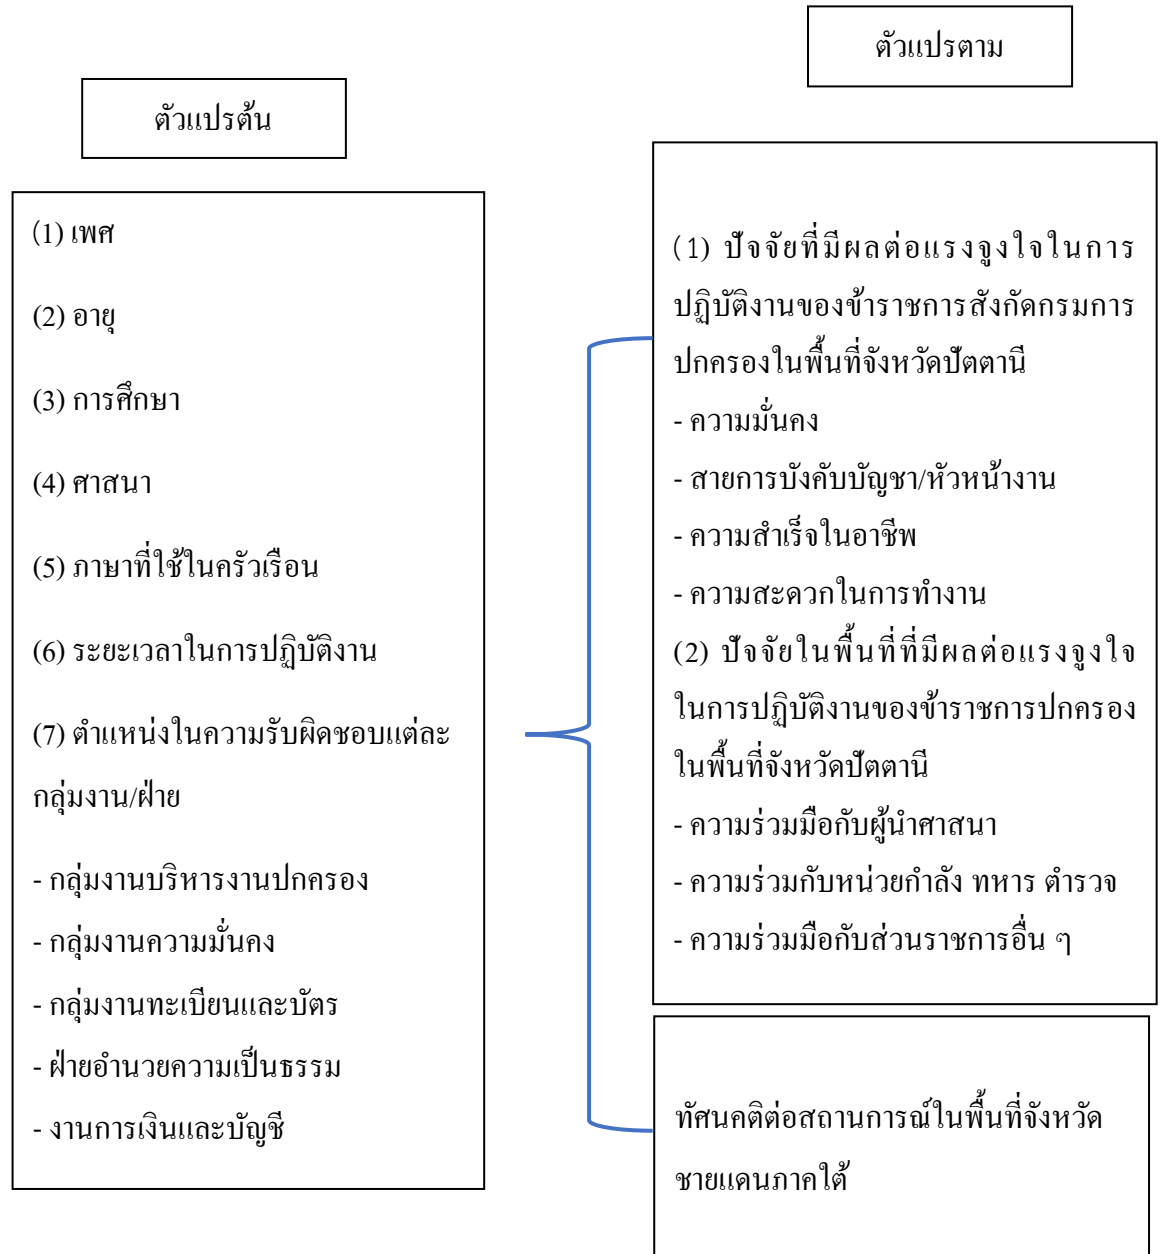 ตัวแปรต้น
(1) เพศ
(2) อายุ
(3) การศึกษา
(4) ศาสนา
(5) ภาษาที่ใช้ในครัวเรือน
(6) ระยะเวลาในการปฏิบัติงาน
(7) ตำแหน่งในความรับผิดชอบแต่ละ
กลุ่มงาน/ฝ่าย
- กลุ่มงานบริหารงานปกครอง
- กลุ่มงานความมั่นคง
- กลุ่มงานทะเบียนและบัตร
- ฝ่ายอำนวยความเป็นธรรม
- งานการเงินและบัญชี
ตัวแปรตาม
(1) ปัจจัยที่มีผลต่อแรงจูงใจในการ
ปฏิบัติงานของข้าราชการสังกัดกรมการ
ปกครองในพื้นที่จังหวัดปัตตานี
- ความมั่นคง
- สายการบังคับบัญชา/หัวหน้างาน
- ความสำเร็จในอาชีพ
- ความสะดวกในการทำงาน
(2) ปัจจัยในพื้นที่ที่มีผลต่อแรงจูงใจ
ในการปฏิบัติงานของข้าราชการปกครอง
ในพื้นที่จังหวัดปัตตานี
- ความร่วมมือกับผู้นำศาสนา
- ความร่วมกับหน่วยกำลัง ทหาร ตำรวจ
- ความร่วมมือกับส่วนราชการอื่น ๆ
ทัศนคติต่อสถานการณ์ในพื้นที่จังหวัด
ชายแดนภาคใต้